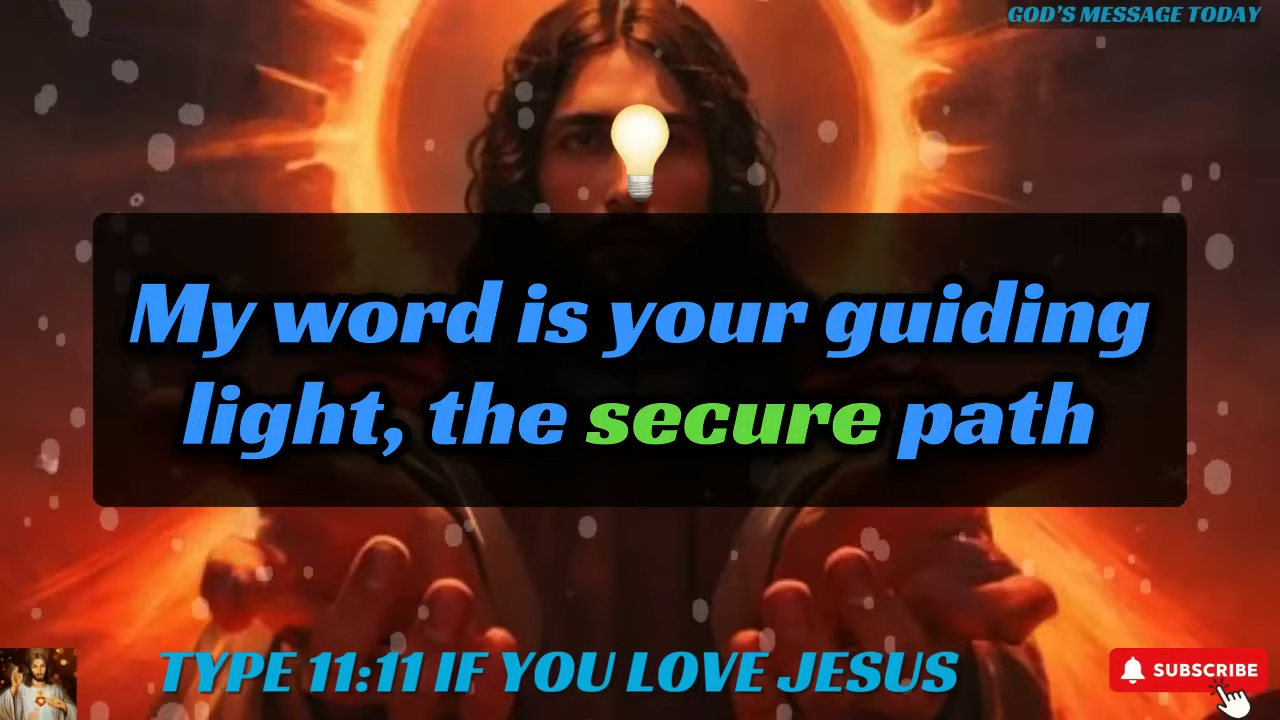 GOD'S MESSAGE TODAY
My word is your guiding
light, the secure path
TYPE 11:11 IF YOU LOVE JESUS
SUBSCRIBE